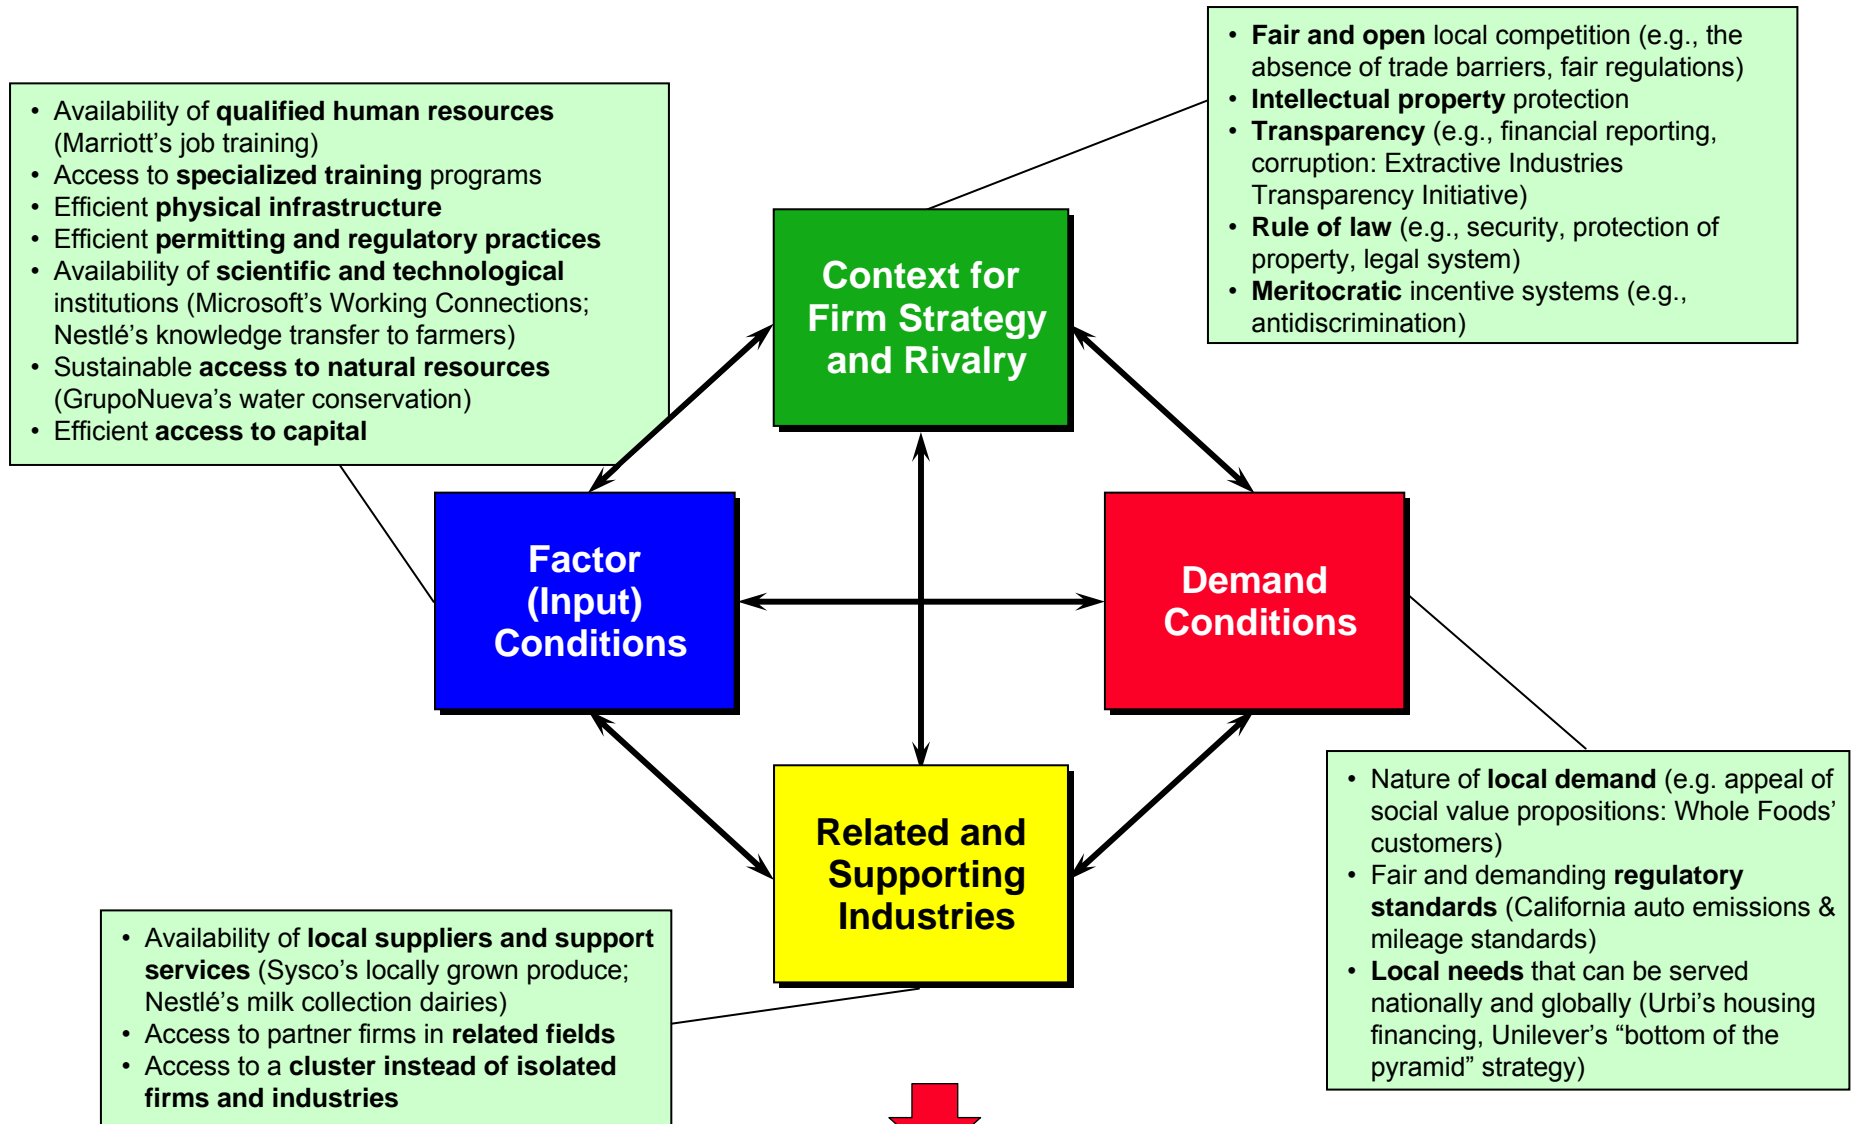 • Fair and open local competition (e.g., the
absence of trade barriers, fair regulations)
• Intellectual property protection
• Transparency (e.g., financial reporting,
corruption: Extractive Industries
Transparency Initiative)
• Rule of law (e.g., security, protection of
property, legal system)
• Meritocratic incentive systems (e.g.,
antidiscrimination)
• Availability of qualified human resources
(Marriott’s job training)
• Access to specialized training programs
• Efficient physical infrastructure
• Efficient permitting and regulatory practices
• Availability of scientific and technological
institutions (Microsoft’s Working Connections;
Nestlé’s knowledge transfer to farmers)
• Sustainable access to natural resources
(GrupoNueva’s water conservation)
• Efficient access to capital
Context for
Firm Strategy
and Rivalry
Factor
(Input)
Conditions
Demand
Conditions
Related and
Supporting
Industries
• Nature of local demand (e.g. appeal of
social value propositions: Whole Foods’
customers)
• Fair and demanding regulatory
standards (California auto emissions &
mileage standards)
• Local needs that can be served
nationally and globally (Urbi’s housing
financing, Unilever’s “bottom of the
pyramid” strategy)
• Availability of local suppliers and support
services (Sysco’s locally grown produce;
Nestlé’s milk collection dairies)
• Access to partner firms in related fields
• Access to a cluster instead of isolated
firms and industries